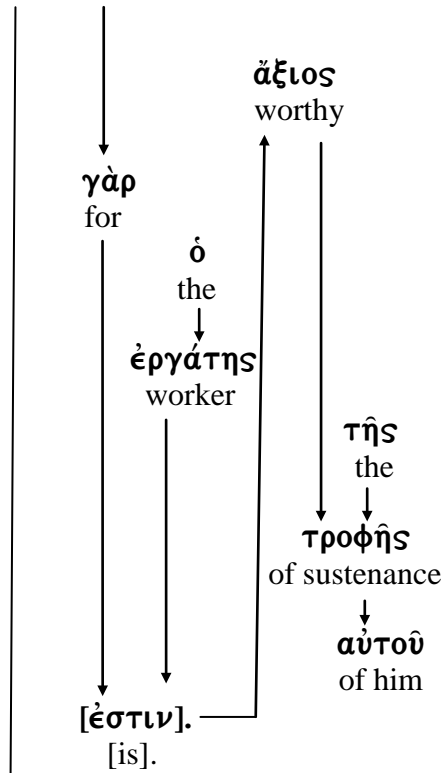 ἄξιος
worthy
γὰρ
for
ὁ
the
ἐργάτης
worker
τῆς
the
τροφῆς
of sustenance
αὐτοῦ
of him
[ἐστιν].
[is].